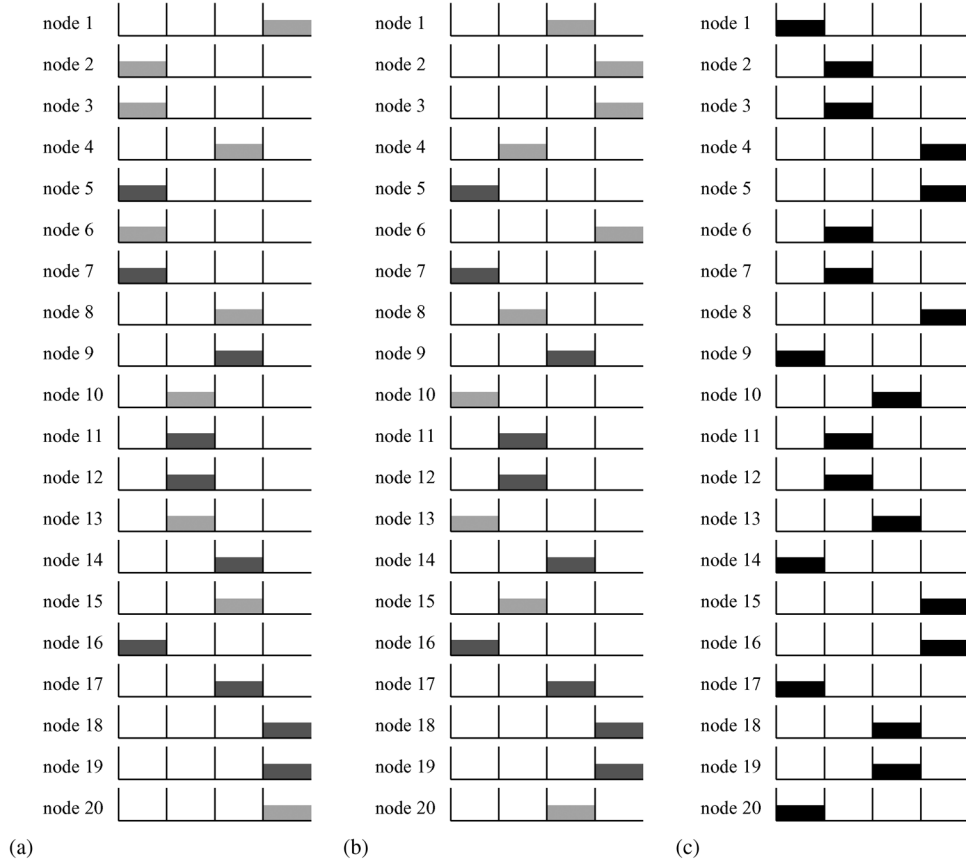 node 1 node 1 node 1
node 2 node 2 node 2
node 3 node 3 node 3
node 4 node 4 node 4
node 5 node 5 node 5
node 6 node 6 node 6
node 7 node 7 node 7
node 8 node 8 node 8
node 9 node 9 node 9
node 10 node 10 node 10
node 11 node 11 node 11
node 12 node 12 node 12
node 13 node 13 node 13
node 14 node 14 node 14
node 15 node 15 node 15
node 16 node 16 node 16
node 17 node 17 node 17
node 18 node 18 node 18
node 19 node 19 node 19
node 20 node 20 node 20
(a) (b) (c)